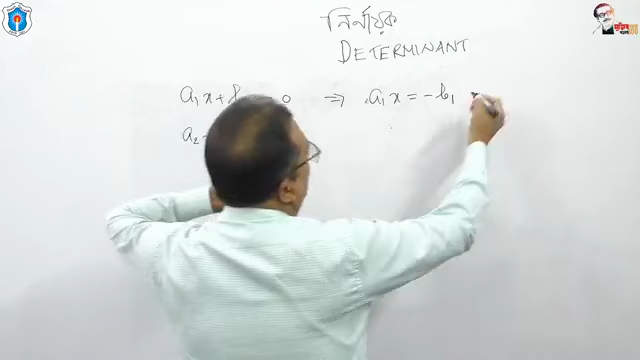 নির্ণায়ক
DETERMINANT
a₁x + b 0 ⇒ a₁x = -b₁
a₂